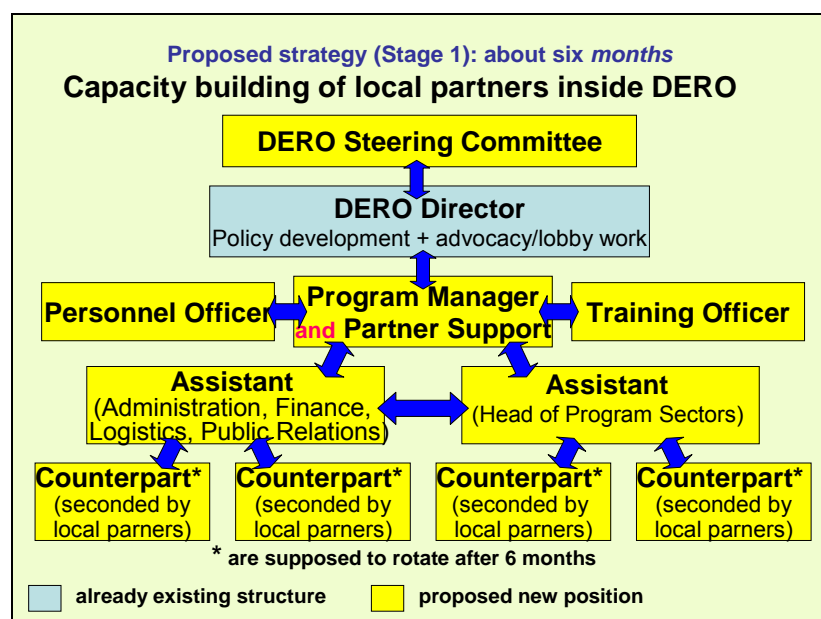 Proposed strategy (Stage 1): about six months
Capacity building of local partners inside DERO
DERO Steering Committee
DERO Director
Policy development + advocacy/lobby work
Personnel Officer
Program Manager
and Partner Support
Training Officer
Assistant
(Administration, Finance,
Logistics, Public Relations)
Assistant
(Head of Program Sectors)
Counterpart*
(seconded by
local parners)
Counterpart*
(seconded by
local parners)
Counterpart*
(seconded by
local parners)
Counterpart*
(seconded by
local parners)
* are supposed to rotate after 6 months
already existing structure
proposed new position